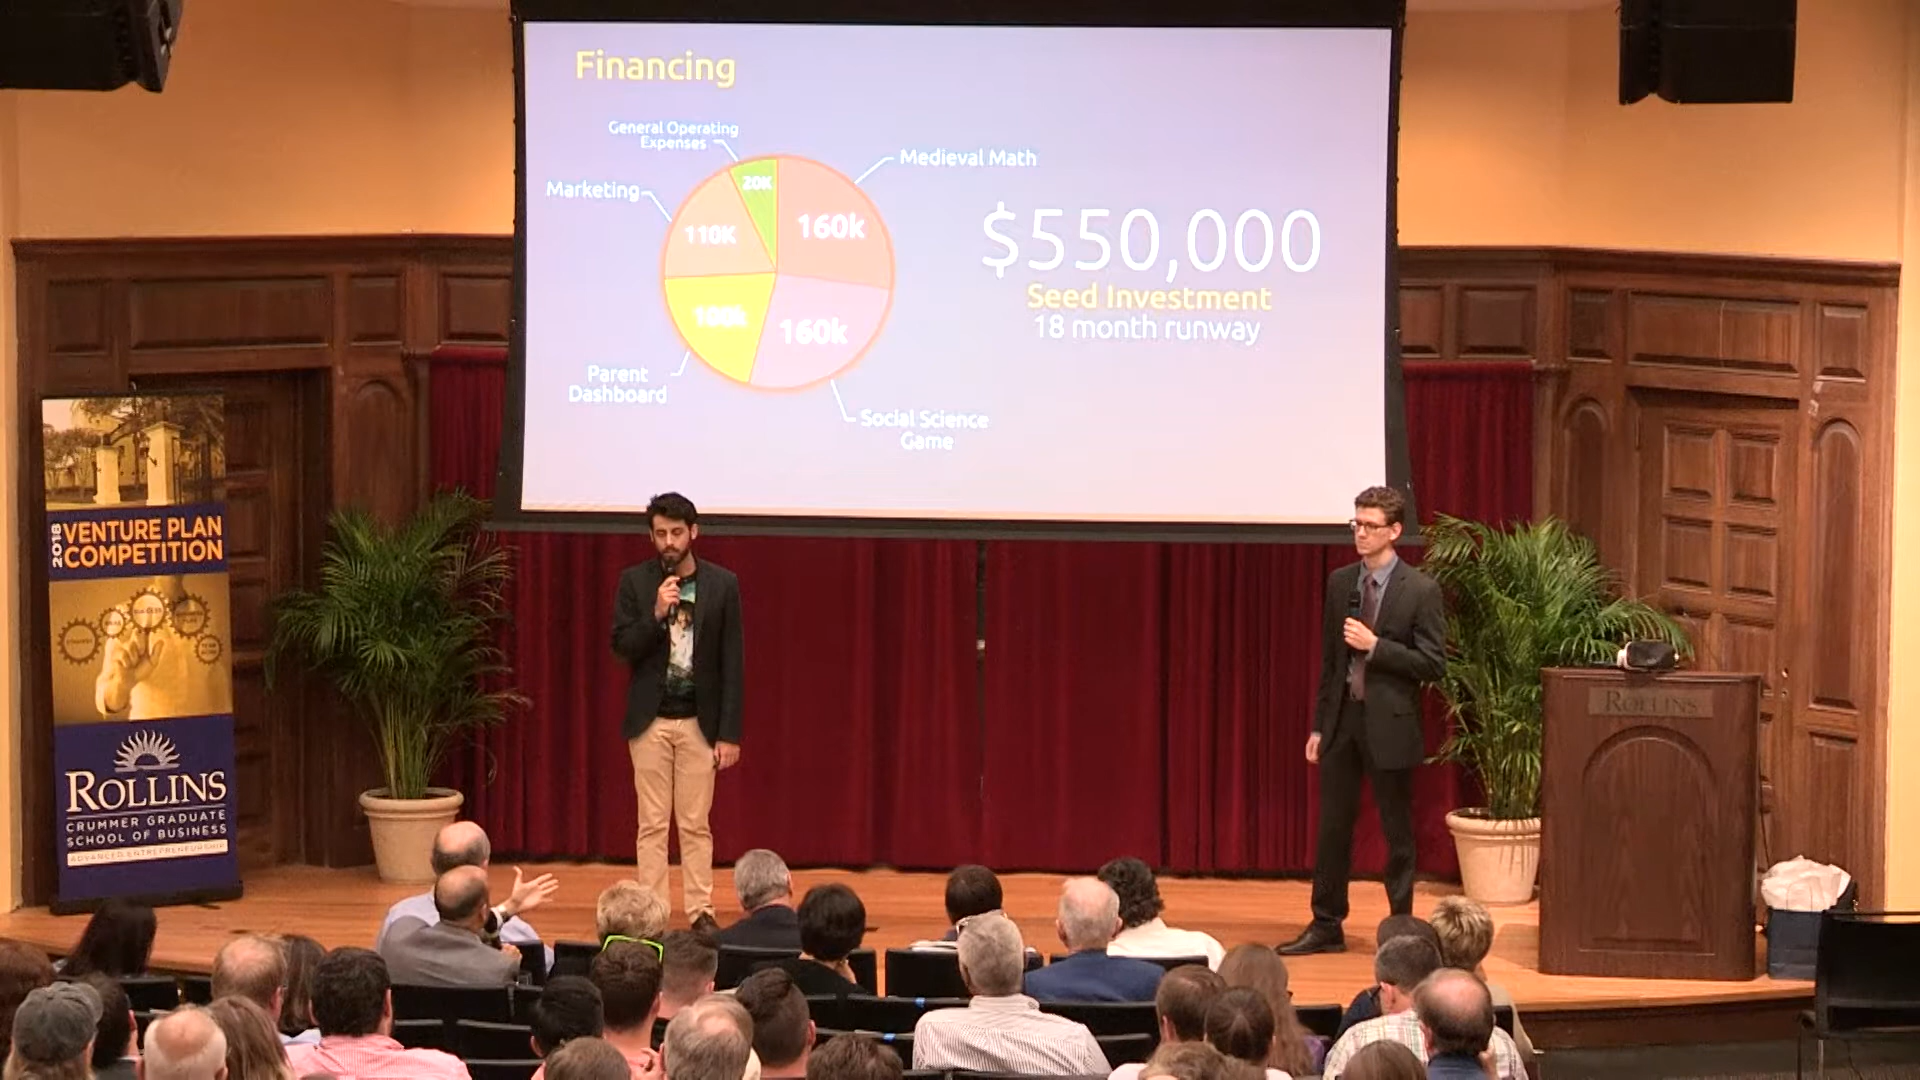 Financing
General Operating
Expenses
Medieval Math
Marketing
20K
110K
160k
$550,000
Seed Investment
18 month runway
100k
160k
Parent
Dashboard
Social Science
Game
2018
VENTURE PLAN
COMPETITION
ROLLINS
CRUMMER GRADUATE
SCHOOL OF BUSINESS
ADVANCED ENTREPRENEURSHIP
ROLLINS